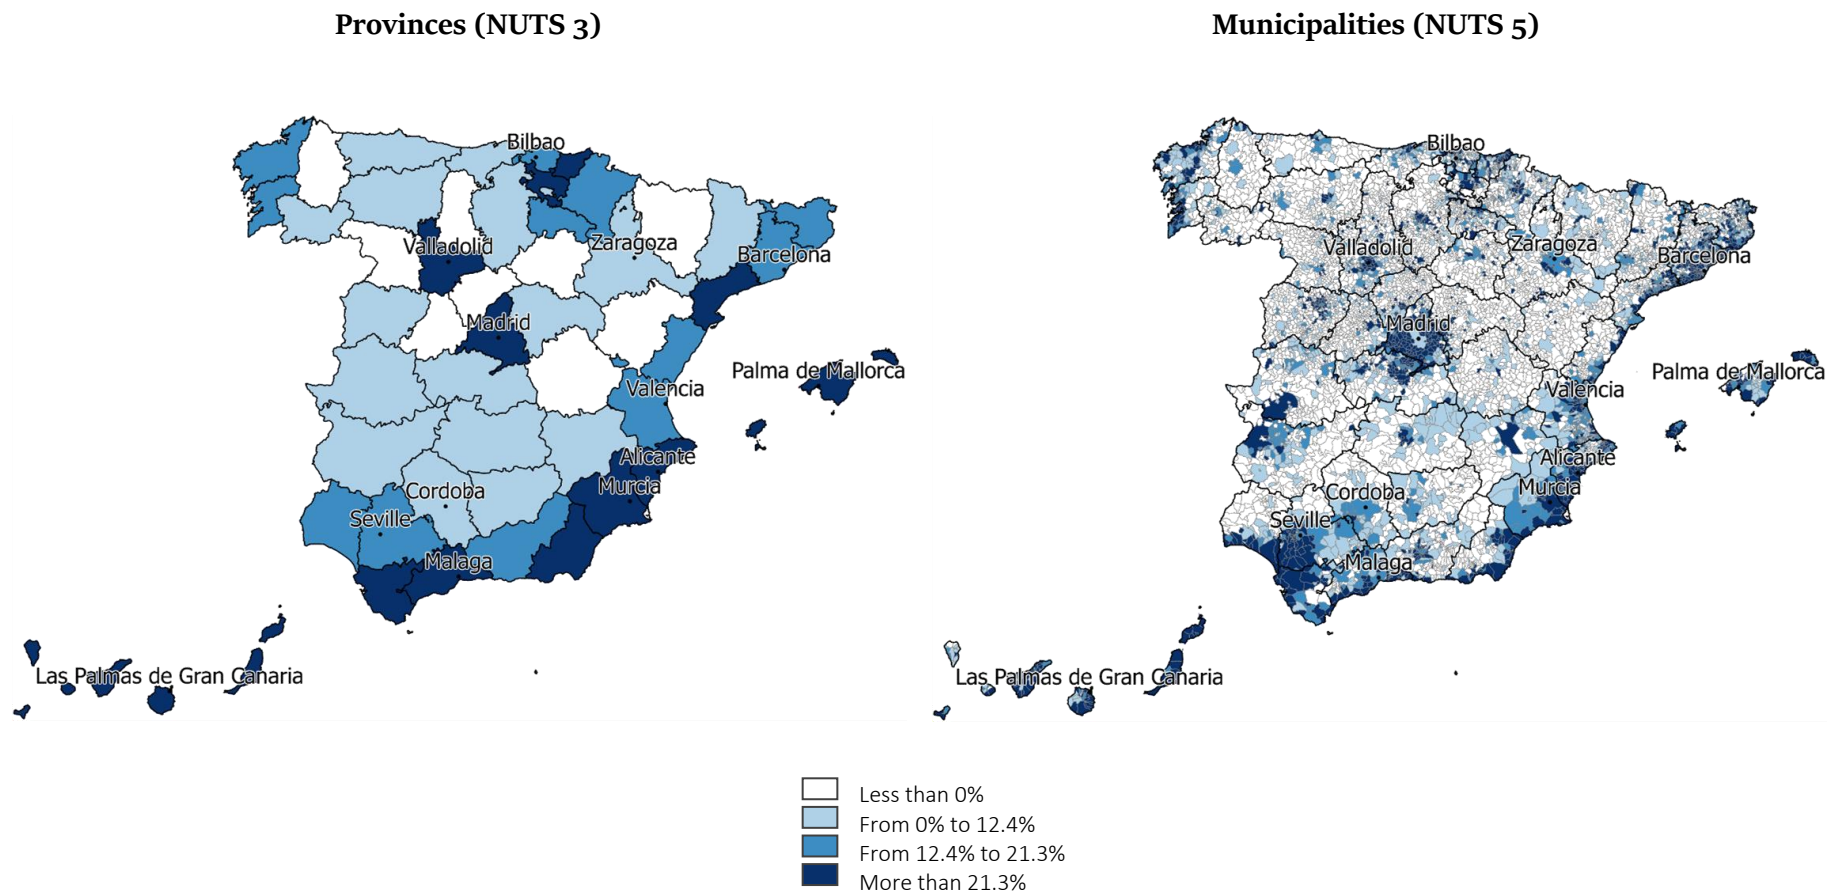 Provinces (NUTS 3)
Bilbao
Valladolid
Zaragoza
Barcelona
Madrid
Palma de Mallorca
Valencia
Alicante
Murcia
Cordoba
Seville
Malaga
Las Palmas de Gran Canaria
Municipalities (NUTS 5)
Bilbao
Valladolid
Zaragoza
Barcelona
Madrid
Palma de Mallorca
Valencia
Alicante
Murcia
Cordoba
Seville
Malaga
Las Palmas de Gran Canaria
Less than 0%
From 0% to 12.4%
From 12.4% to 21.3%
More than 21.3%